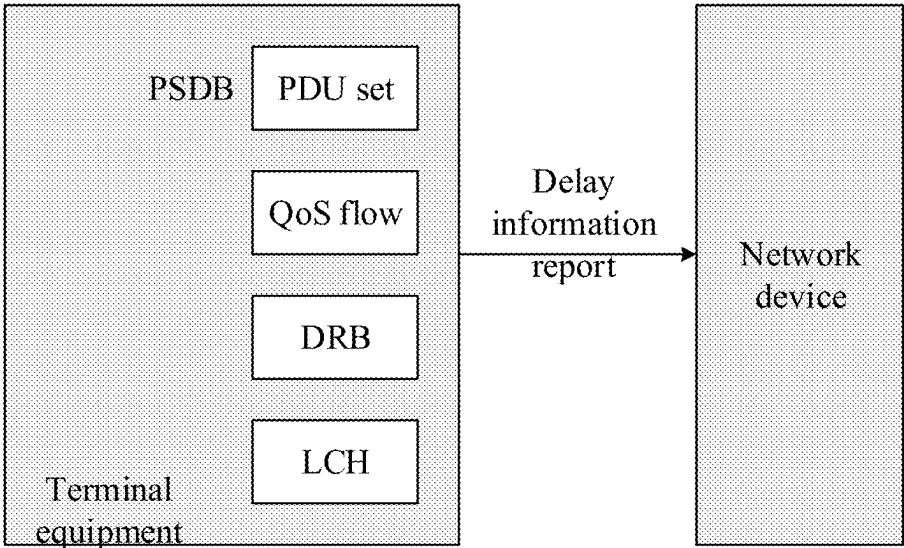 PSDB
PDU set
QoS flow
DRB
LCH
Terminal
equipment
Delay
information
report
Network
device